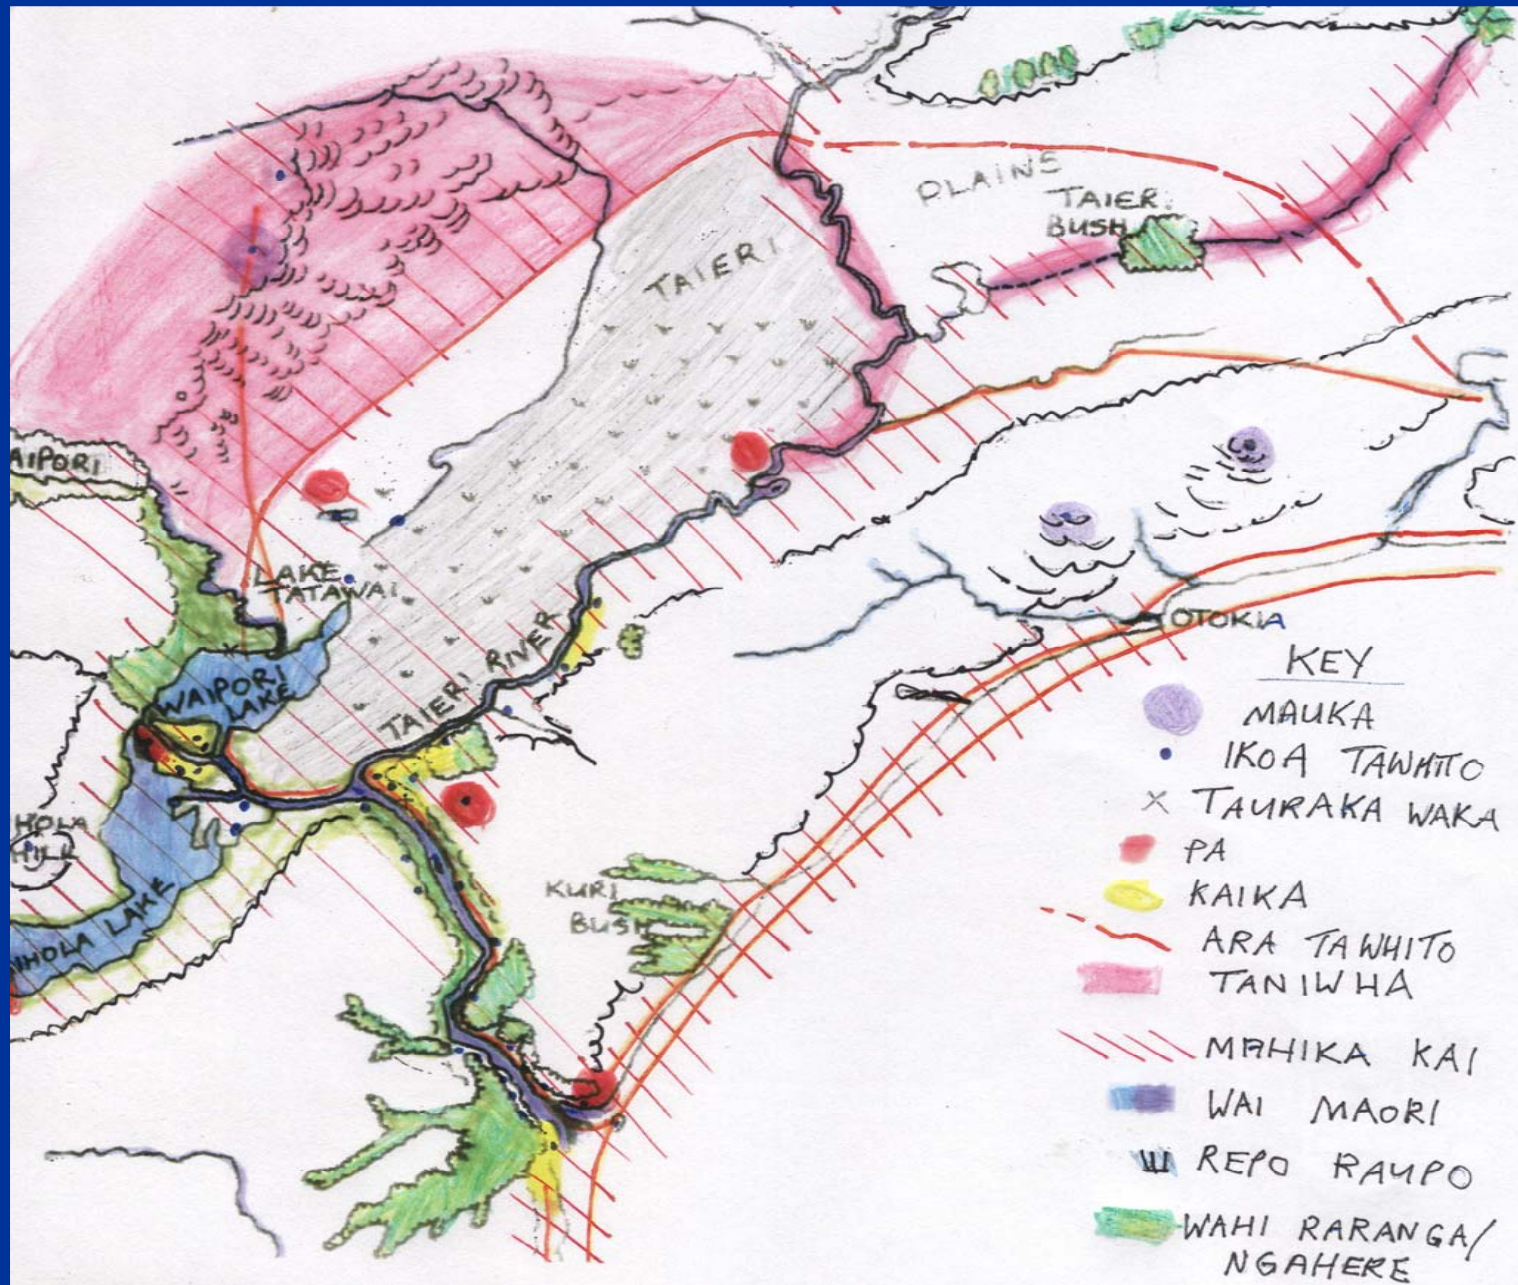 PLAINS
TAIERI
BUSH
TAIERI
AIPORI
LAKE
TATAWAI
OTOKIA
TAIERI RIVER
WAIPORI
LAKE
HOLA
HILL
KURI
BUSH
IHOLA LAKE
KEY
MAUKA
IKOA TAWHITO
TAURAKA WAKA
PA
KAIKA
ARA TAWHITO
TANIWHA
MAHIKA KAI
WAI MAORI
REPO RAUPO
WAHI RARANGA/
NGAHERE